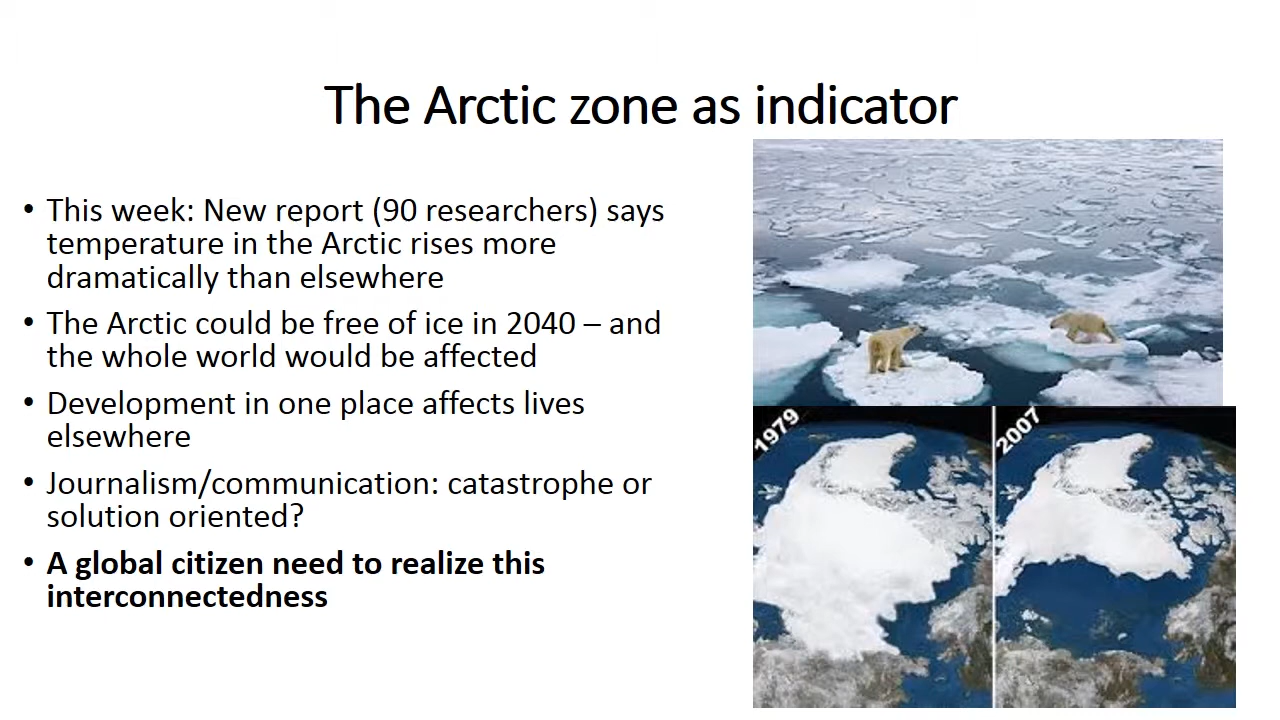 The Arctic zone as indicator
• This week: New report (90 researchers) says
temperature in the Arctic rises more
dramatically than elsewhere
• The Arctic could be free of ice in 2040 – and
the whole world would be affected
• Development in one place affects lives
elsewhere
• Journalism/communication: catastrophe or
solution oriented?
• A global citizen need to realize this
interconnectedness
1979
2007